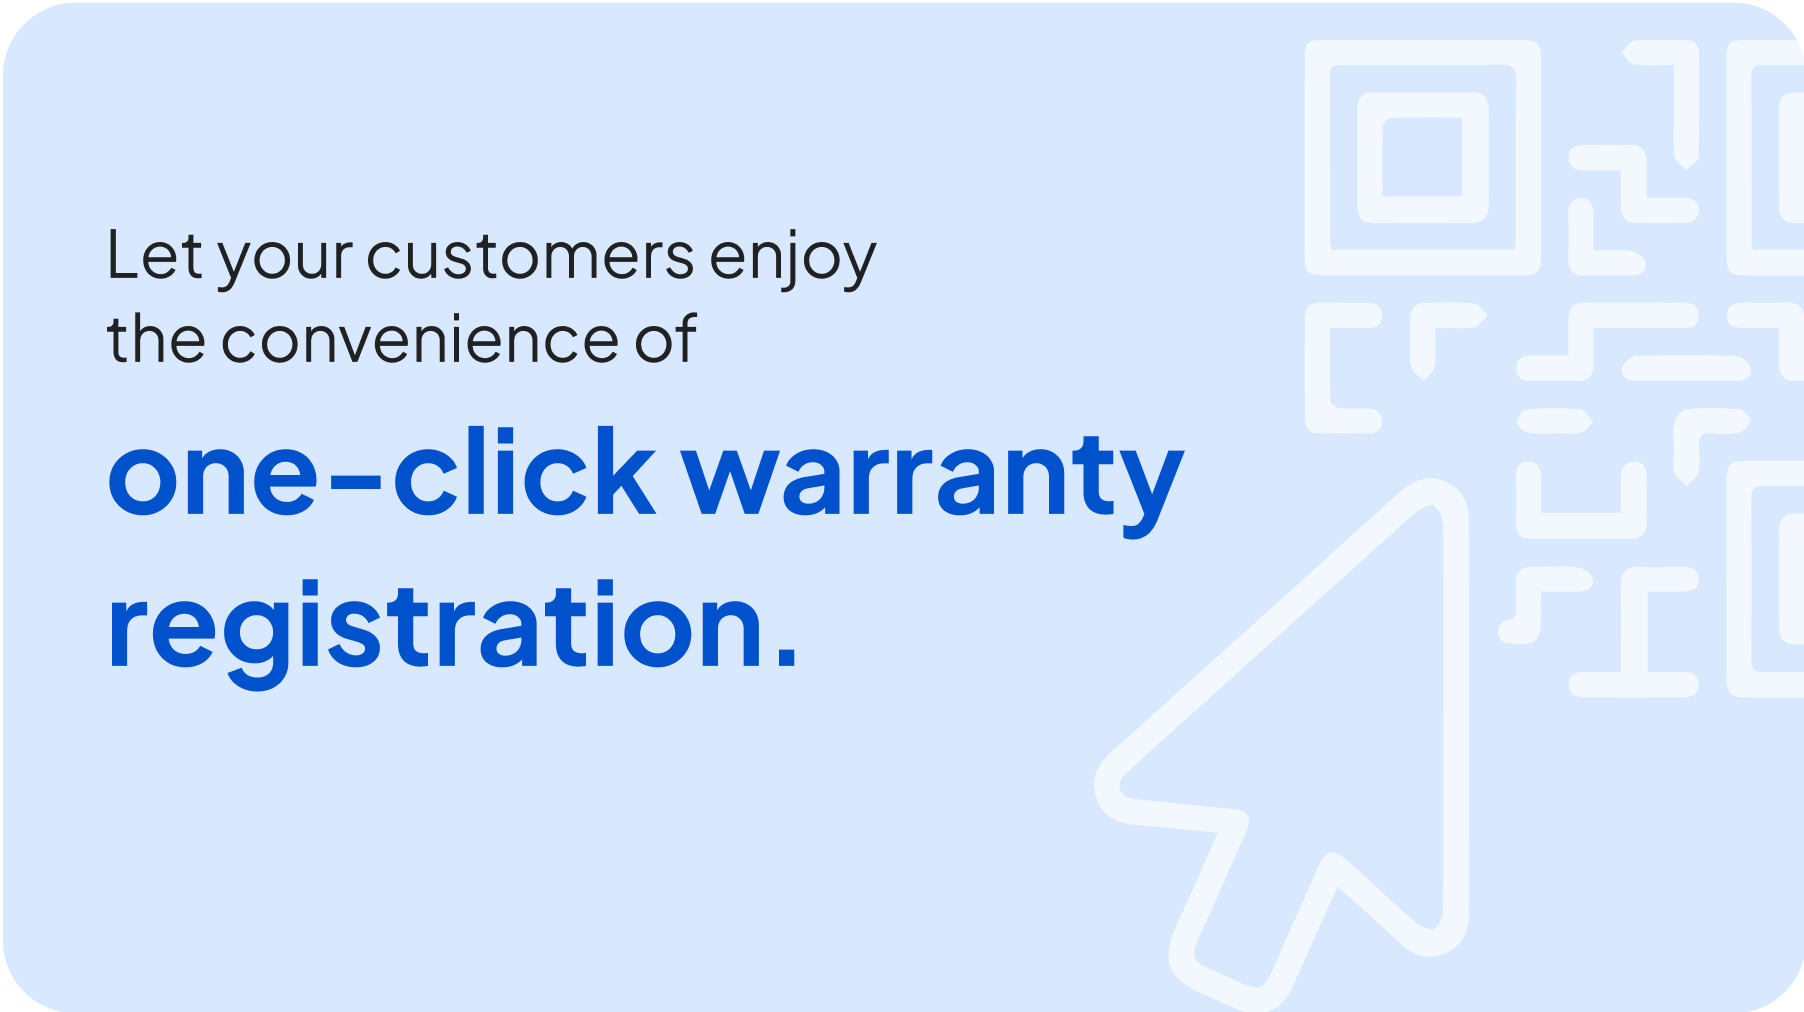 Let your customers enjoy
the convenience of
one-click warranty
registration.